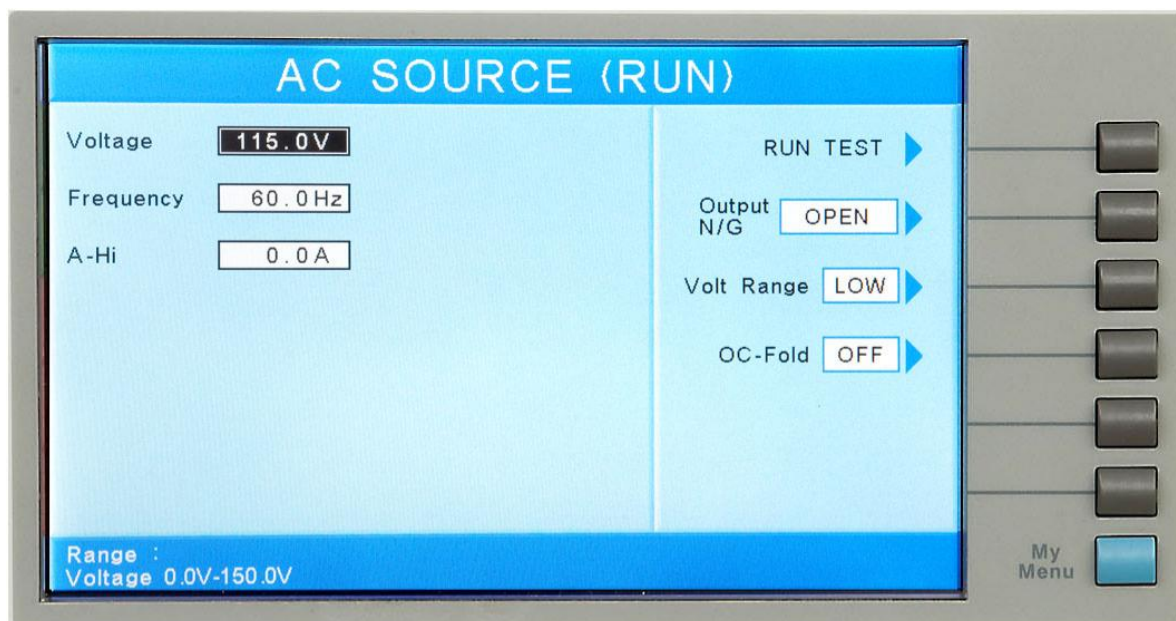 AC SOURCE (RUN)
Voltage 115.0V
Frequency 60.0Hz
A-Hi 0.0A
RUN TEST
Output
N/G OPEN
Volt Range LOW
OC-Fold OFF
Range :
Voltage 0.0V-150.0V
My
Menu